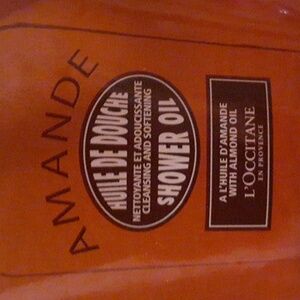 AMANDE
HUILE DE DOUCHE
NETTOYANTE ET ADOUCISSANTE
CLEANSING AND SOFTENING
SHOWER OIL
A L'HUILE D'AMANDE
WITH ALMOND OIL
L'OCCITANE
EN PROVENCE